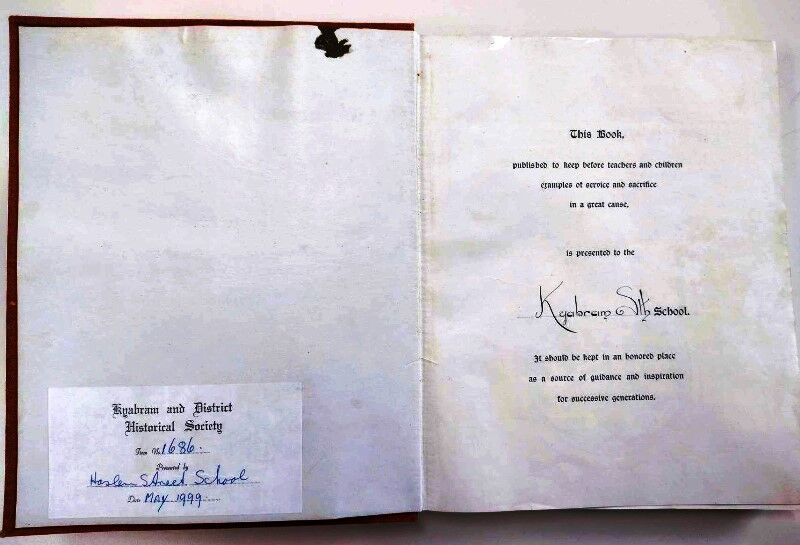 Kyabram and District
Historical Society
Item No. 1686.
Presented by
Haslem Street School
Date MAY 1999.
This Book,
published to keep before teachers and children
examples of service and sacrifice
in a great cause,
is presented to the
Kyabram Sth School.
It should be kept in an honored place
as a source of guidance and inspiration
for successive generations.